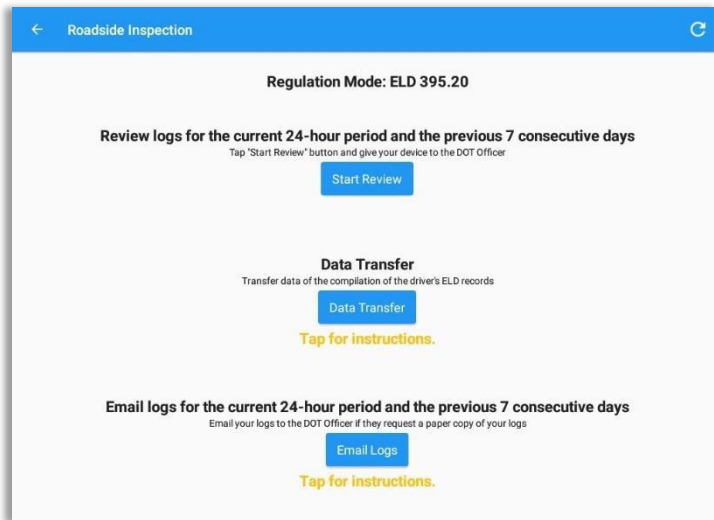 Roadside Inspection
Regulation Mode: ELD 395.20
Review logs for the current 24-hour period and the previous 7 consecutive days
Tap "Start Review" button and give your device to the DOT Officer
Start Review
Data Transfer
Transfer data of the compilation of the driver's ELD records
Data Transfer
Tap for instructions.
Email logs for the current 24-hour period and the previous 7 consecutive days
Email your logs to the DOT Officer if they request a paper copy of your logs
Email Logs
Tap for instructions.